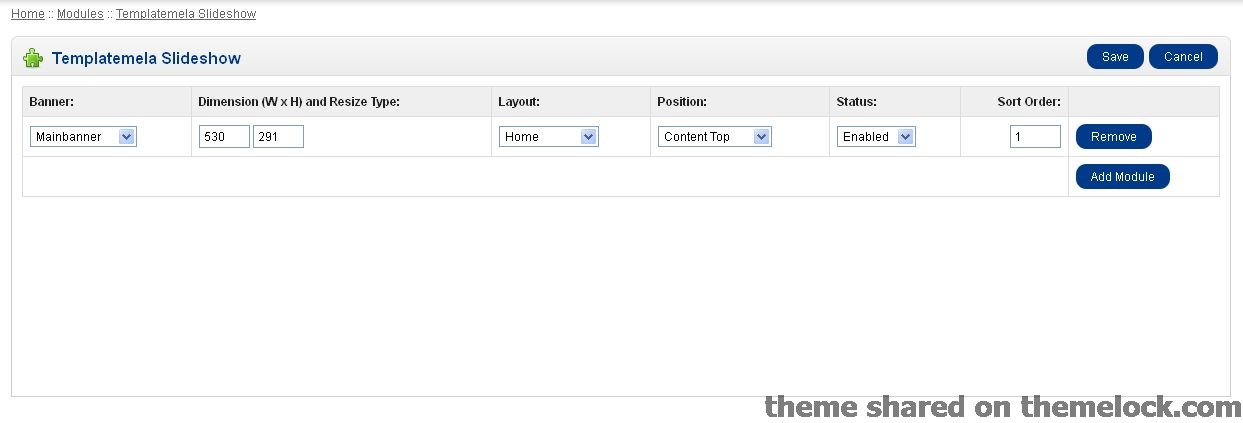 Home :: Modules :: Templatemela Slideshow
Templatemela Slideshow Save Cancel
Banner: Dimension (W x H) and Resize Type: Layout: Position: Status: Sort Order:
Mainbanner 530 291 Home Content Top Enabled 1 Remove
Add Module
theme shared on themelock.com